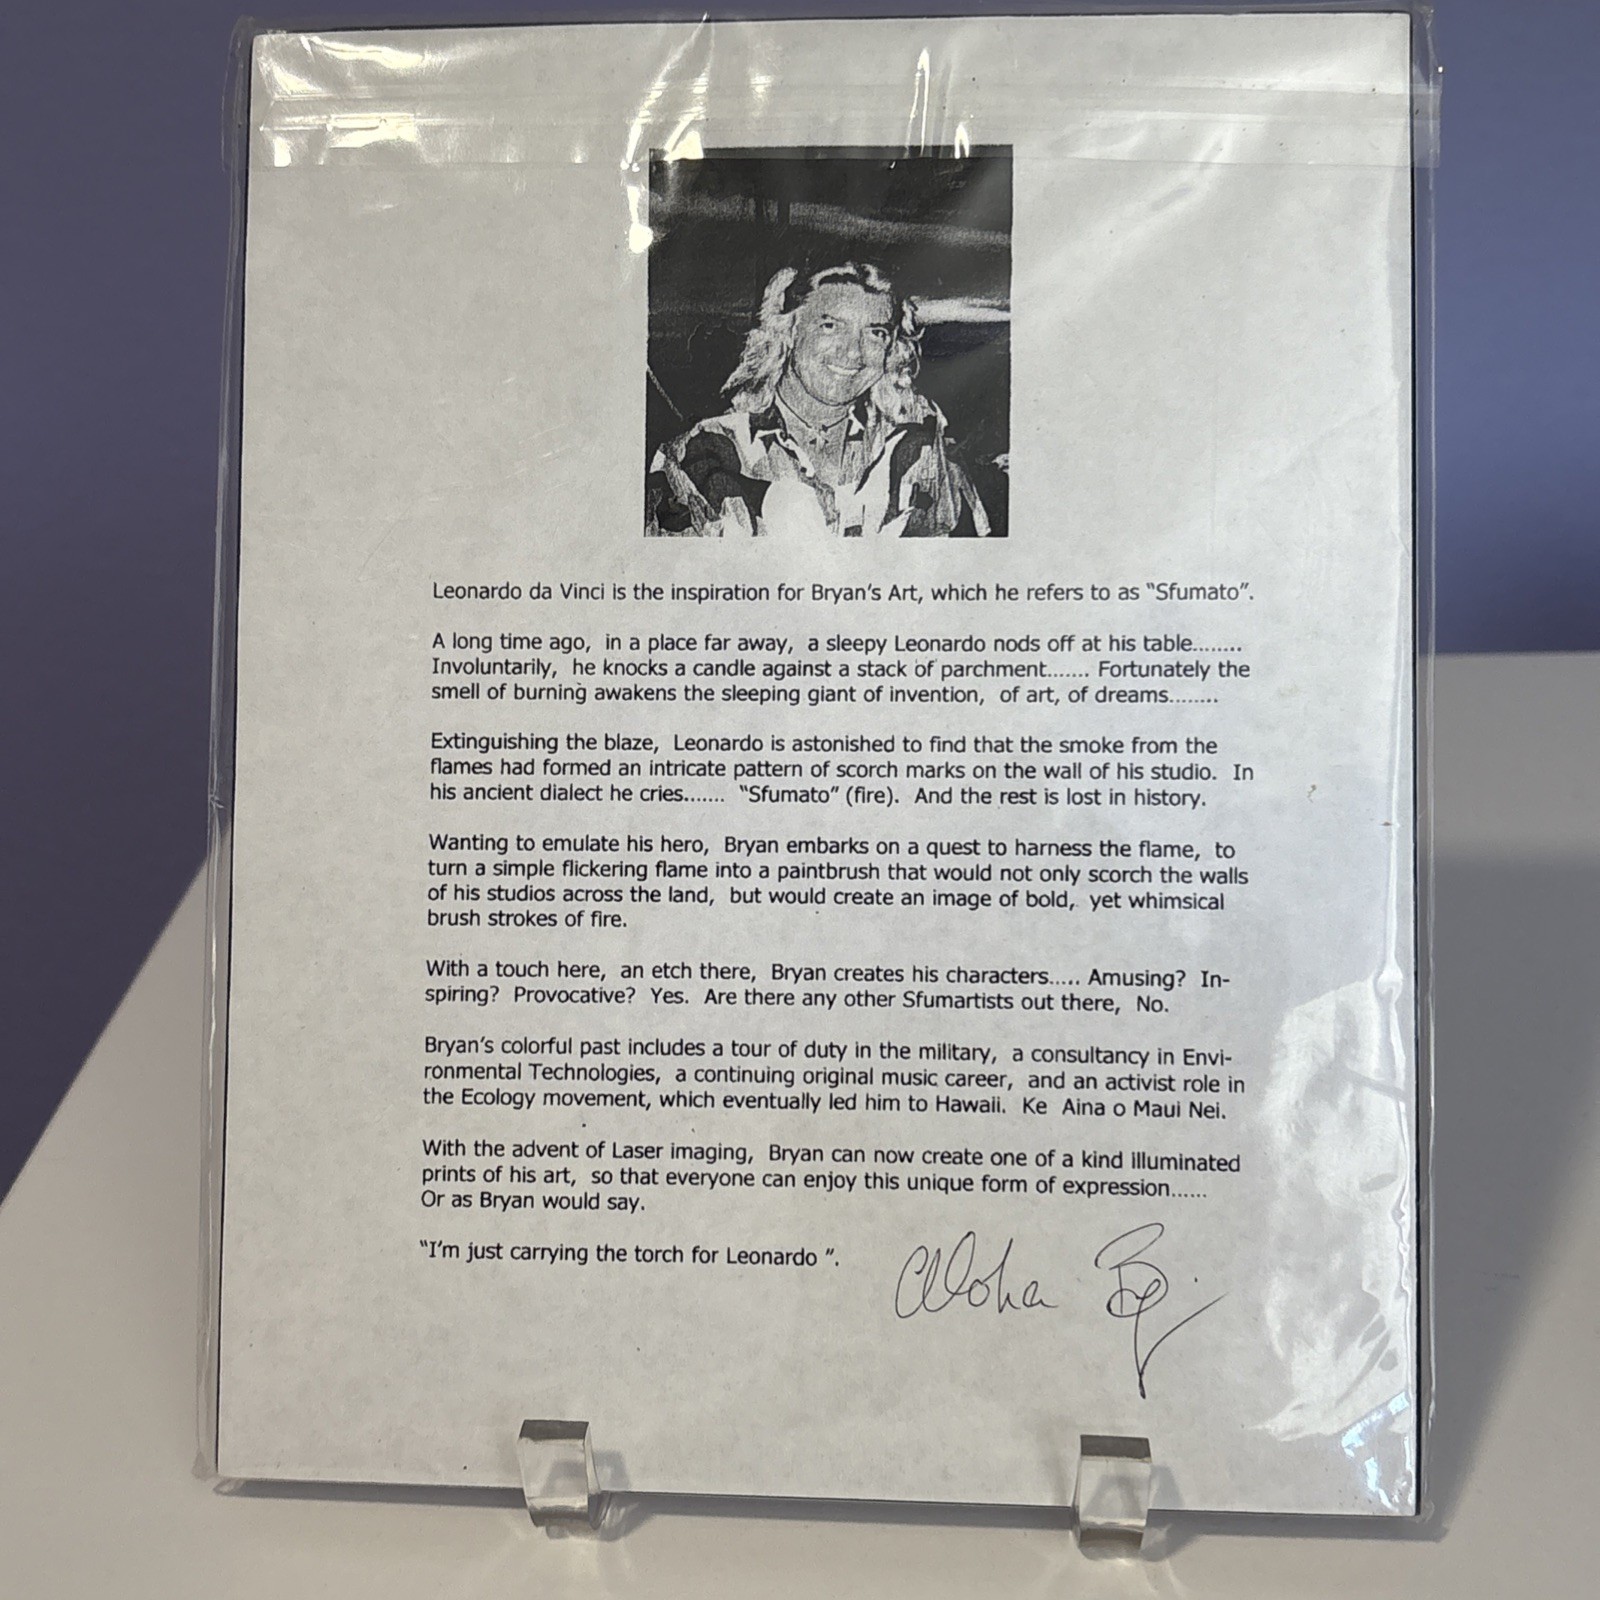 Leonardo da Vinci is the inspiration for Bryan's Art, which he refers to as "Sfumato".
A long time ago, in a place far away, a sleepy Leonardo nods off at his table........
Involuntarily, he knocks a candle against a stack of parchment....... Fortunately the
smell of burning awakens the sleeping giant of invention, of art, of dreams........
Extinguishing the blaze, Leonardo is astonished to find that the smoke from the
flames had formed an intricate pattern of scorch marks on the wall of his studio. In
his ancient dialect he cries....... "Sfumato" (fire). And the rest is lost in history.
Wanting to emulate his hero, Bryan embarks on a quest to harness the flame, to
turn a simple flickering flame into a paintbrush that would not only scorch the walls
of his studios across the land, but would create an image of bold, yet whimsical
brush strokes of fire.
With a touch here, an etch there, Bryan creates his characters..... Amusing? In-
spiring? Provocative? Yes. Are there any other Sfumartists out there, No.
Bryan's colorful past includes a tour of duty in the military, a consultancy in Envi-
ronmental Technologies, a continuing original music career, and an activist role in
the Ecology movement, which eventually led him to Hawaii. Ke Aina o Maui Nei.
With the advent of Laser imaging, Bryan can now create one of a kind illuminated
prints of his art, so that everyone can enjoy this unique form of expression......
Or as Bryan would say.
"I'm just carrying the torch for Leonardo ".
Aloha